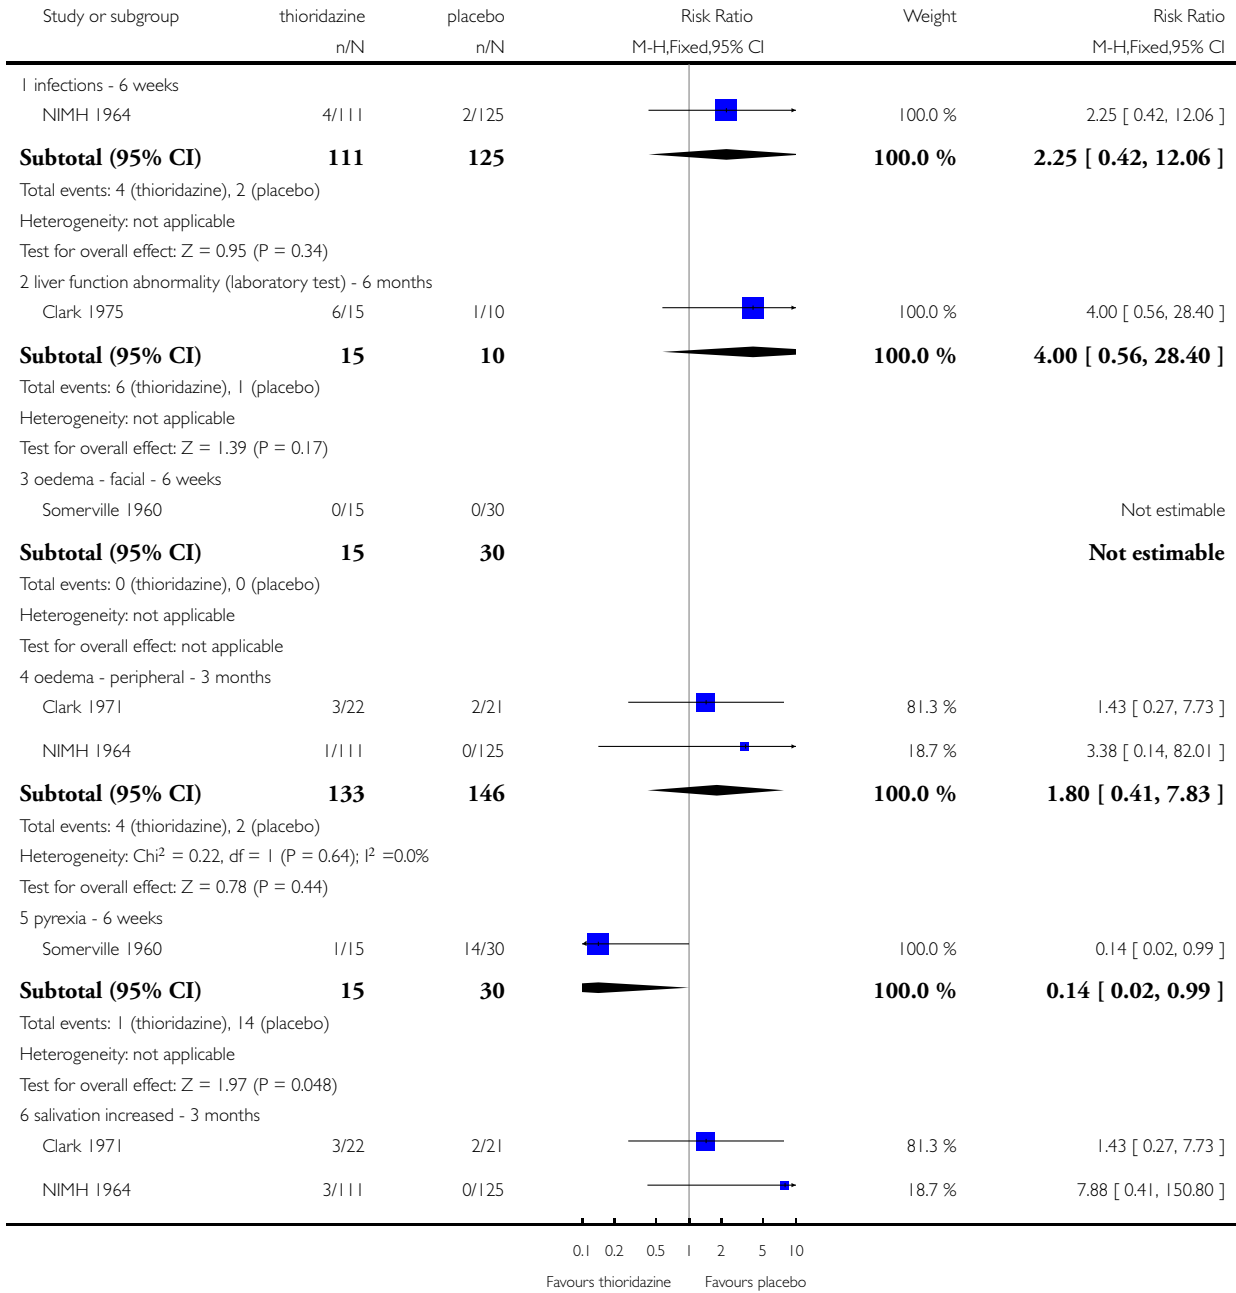 Study or subgroup thioridazine placebo Risk Ratio Weight Risk Ratio
n/N n/N M-H,Fixed,95% CI M-H,Fixed,95% CI
1 infections - 6 weeks
NIMH 1964 4/111 2/125 100.0 % 2.25 [ 0.42, 12.06 ]
Subtotal (95% CI) 111 125 100.0 % 2.25 [ 0.42, 12.06 ]
Total events: 4 (thioridazine), 2 (placebo)
Heterogeneity: not applicable
Test for overall effect: Z = 0.95 (P = 0.34)
2 liver function abnormality (laboratory test) - 6 months
Clark 1975 6/15 1/10 100.0 % 4.00 [ 0.56, 28.40 ]
Subtotal (95% CI) 15 10 100.0 % 4.00 [ 0.56, 28.40 ]
Total events: 6 (thioridazine), 1 (placebo)
Heterogeneity: not applicable
Test for overall effect: Z = 1.39 (P = 0.17)
3 oedema - facial - 6 weeks
Somerville 1960 0/15 0/30 Not estimable
Subtotal (95% CI) 15 30 Not estimable
Total events: 0 (thioridazine), 0 (placebo)
Heterogeneity: not applicable
Test for overall effect: not applicable
4 oedema - peripheral - 3 months
Clark 1971 3/22 2/21 81.3 % 1.43 [ 0.27, 7.73 ]
NIMH 1964 1/111 0/125 18.7 % 3.38 [ 0.14, 82.01 ]
Subtotal (95% CI) 133 146 100.0 % 1.80 [ 0.41, 7.83 ]
Total events: 4 (thioridazine), 2 (placebo)
Heterogeneity: Chi² = 0.22, df = 1 (P = 0.64); I² =0.0%
Test for overall effect: Z = 0.78 (P = 0.44)
5 pyrexia - 6 weeks
Somerville 1960 1/15 14/30 100.0 % 0.14 [ 0.02, 0.99 ]
Subtotal (95% CI) 15 30 100.0 % 0.14 [ 0.02, 0.99 ]
Total events: 1 (thioridazine), 14 (placebo)
Heterogeneity: not applicable
Test for overall effect: Z = 1.97 (P = 0.048)
6 salivation increased - 3 months
Clark 1971 3/22 2/21 81.3 % 1.43 [ 0.27, 7.73 ]
NIMH 1964 3/111 0/125 18.7 % 7.88 [ 0.41, 150.80 ]
0.1 0.2 0.5 1 2 5 10
Favours thioridazine Favours placebo